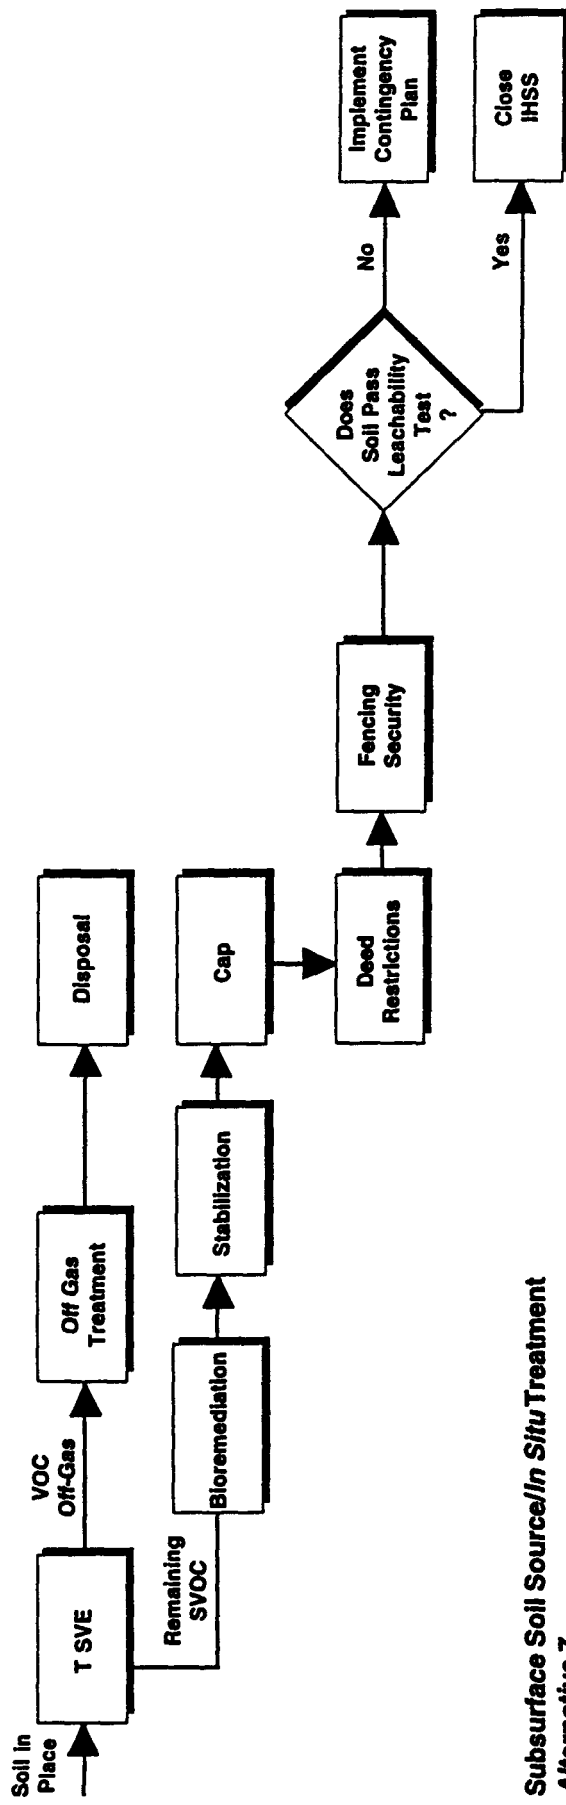 Soil in
Place
T SVE
VOC
Off-Gas
Off Gas
Treatment
Disposal
Remaining
SVOC
Bioremediation
Stabilization
Cap
Deed
Restrictions
Fencing
Security
Does
Soil Pass
Leachability
Test
?
No
Implement
Contingency
Plan
Yes
Close
IHSS
Subsurface Soil Source/In Situ Treatment
Alternative 7